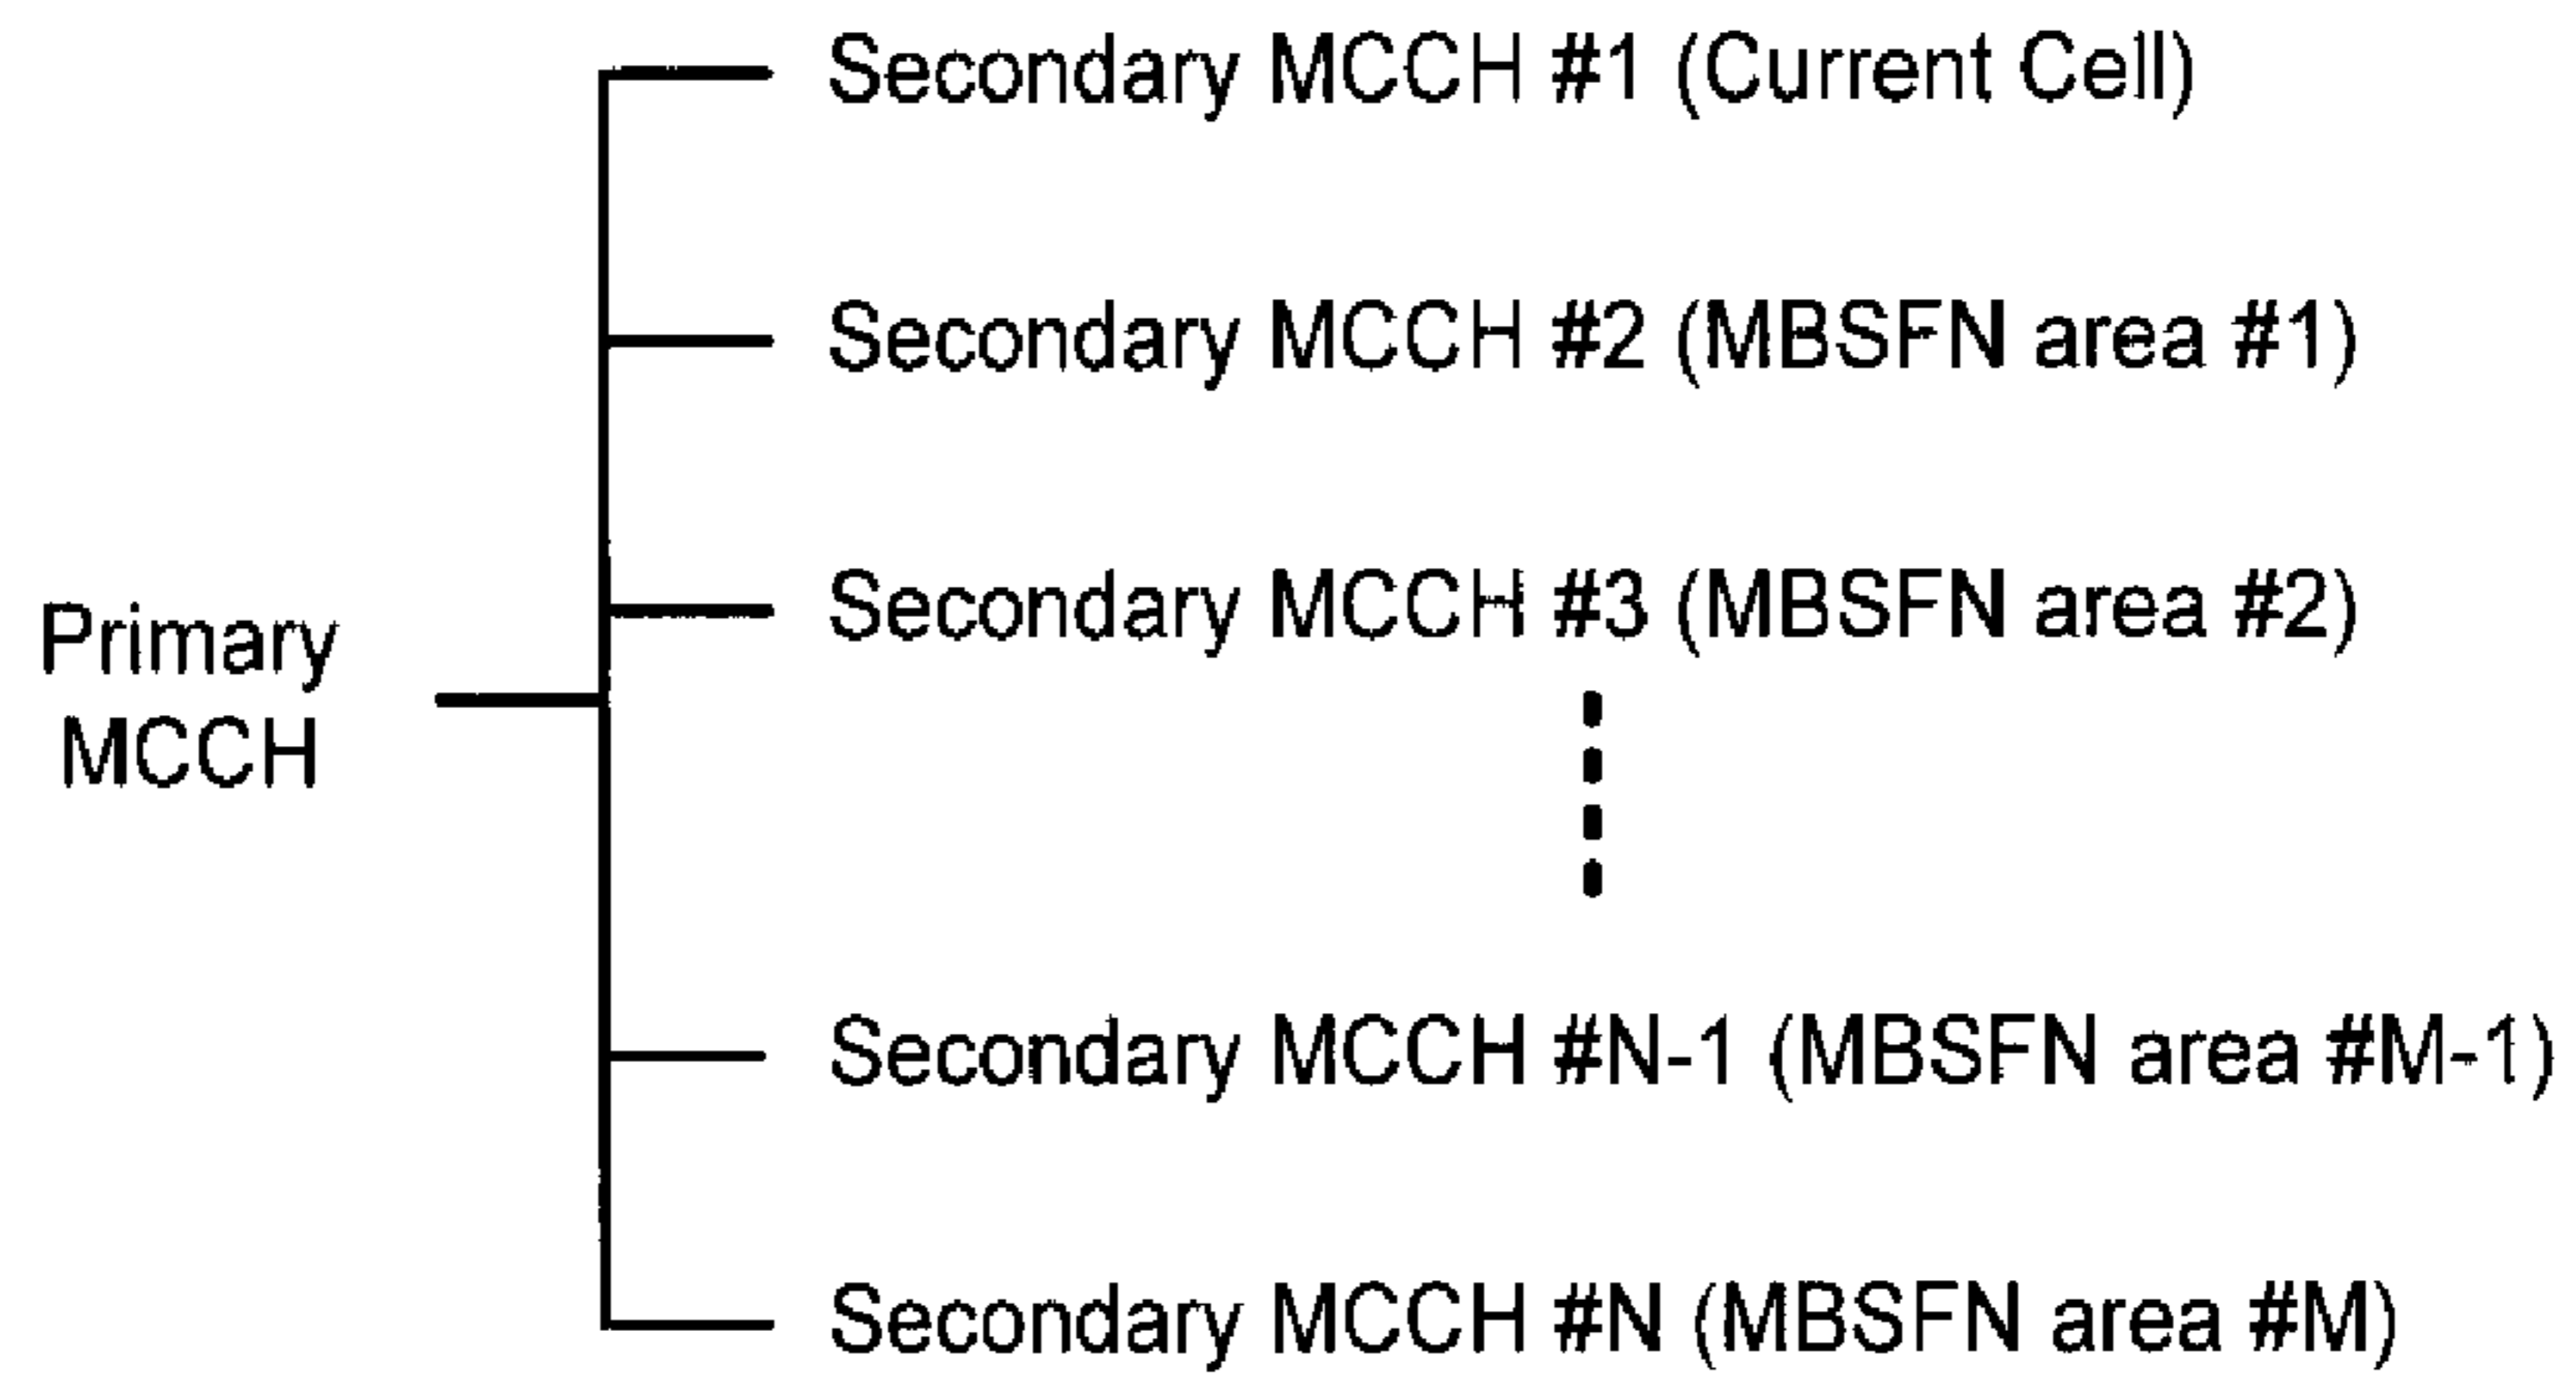 Secondary MCCH #1 (Current Cell)
Secondary MCCH #2 (MBSFN area #1)
Secondary MCCH #3 (MBSFN area #2)
Primary
MCCH
Secondary MCCH #N-1 (MBSFN area #M-1)
Secondary MCCH #N (MBSFN area #M)